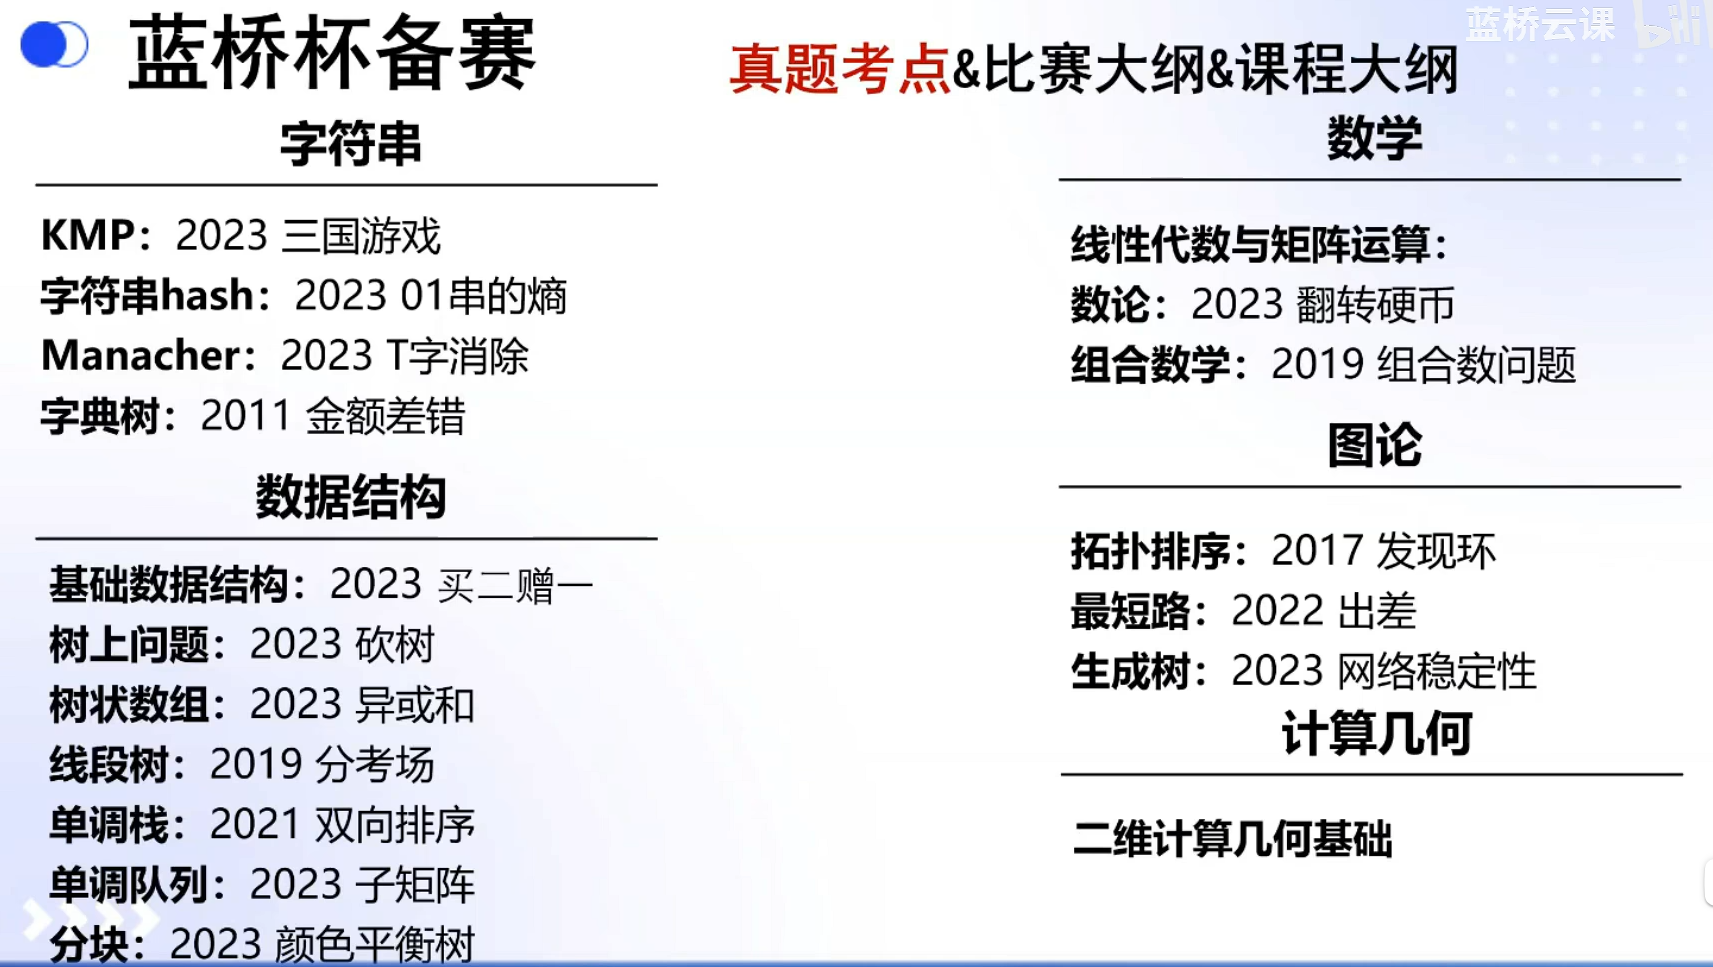 蓝桥杯备赛
真题考点&比赛大纲&课程大纲
蓝桥云课
bili
字符串
KMP：2023 三国游戏
字符串hash：2023 01串的熵
Manacher：2023 T字消除
字典树：2011 金额差错
数据结构
基础数据结构：2023 买二赠一
树上问题：2023 砍树
树状数组：2023 异或和
线段树：2019 分考场
单调栈：2021 双向排序
单调队列：2023 子矩阵
分块：2023 颜色平衡树
数学
线性代数与矩阵运算：
数论：2023 翻转硬币
组合数学：2019 组合数问题
图论
拓扑排序：2017 发现环
最短路：2022 出差
生成树：2023 网络稳定性
计算几何
二维计算几何基础